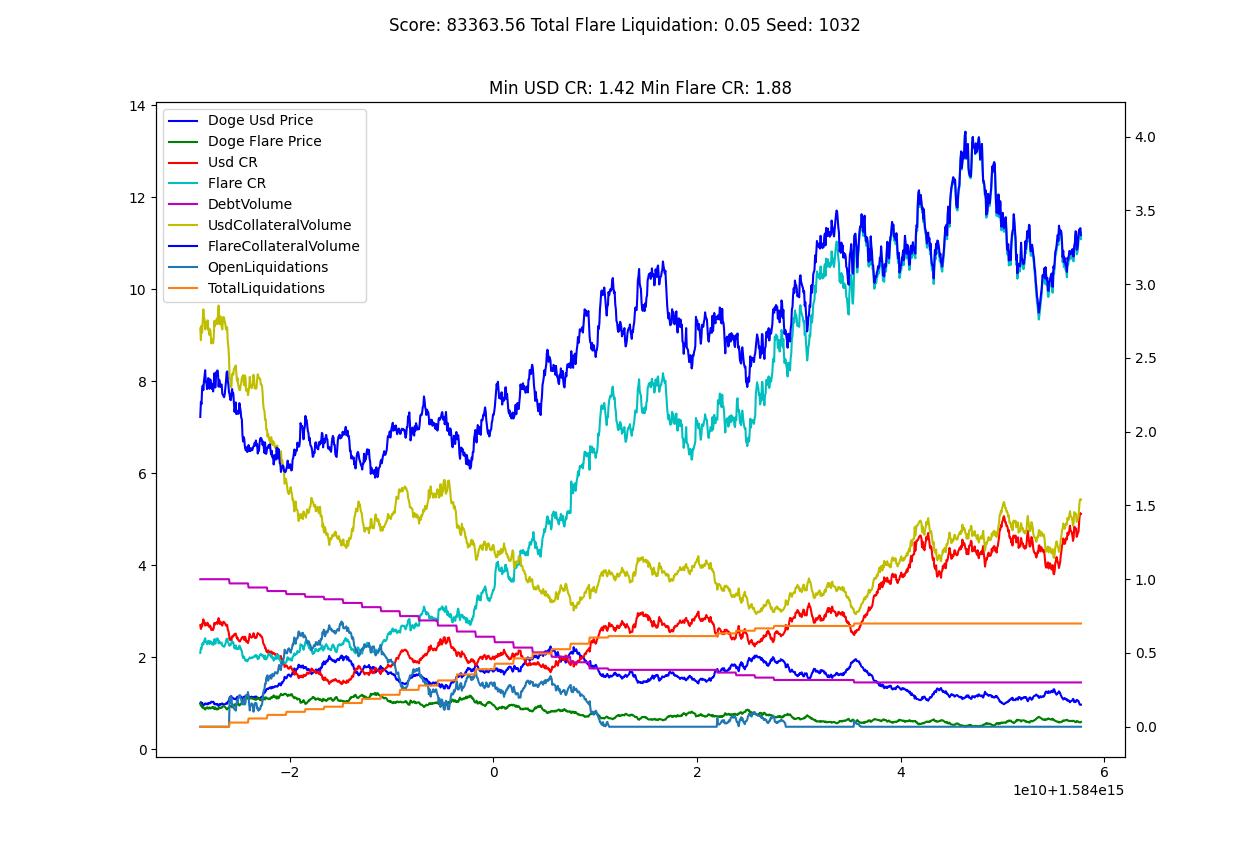 Score: 83363.56 Total Flare Liquidation: 0.05 Seed: 1032
Min USD CR: 1.42 Min Flare CR: 1.88
Doge Usd Price
Doge Flare Price
Usd CR
Flare CR
DebtVolume
UsdCollateralVolume
FlareCollateralVolume
OpenLiquidations
TotalLiquidations
14
12
10
8
6
4
2
0
4.0
3.5
3.0
2.5
2.0
1.5
1.0
0.5
0.0
−2
0
2
4
6
1e10+1.584e15